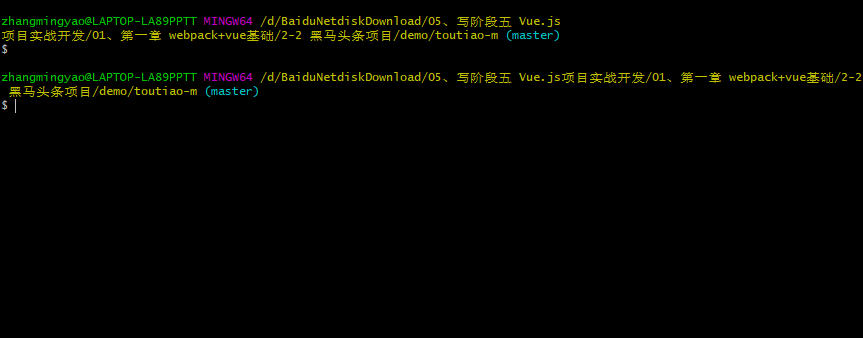 zhangmingyao@LAPTOP-LA89PPTT MINGW64 /d/BaiduNetdiskDownload/05、写阶段五 Vue.js
项目实战开发/01、第一章 webpack+vue基础/2-2 黑马头条项目/demo/toutiao-m (master)
$
zhangmingyao@LAPTOP-LA89PPTT MINGW64 /d/BaiduNetdiskDownload/05、写阶段五 Vue.js项目实战开发/01、第一章 webpack+vue基础/2-2
黑马头条项目/demo/toutiao-m (master)
$